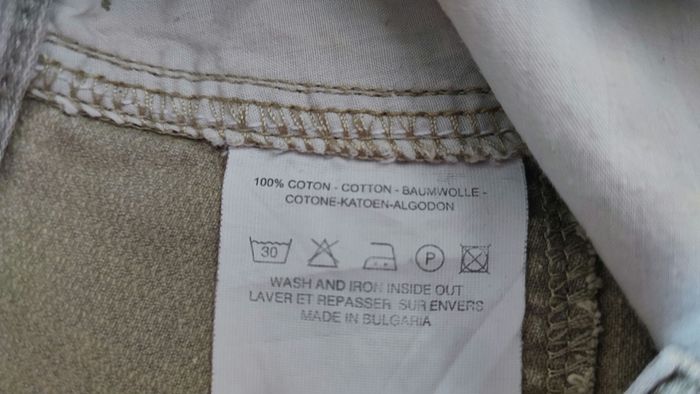 100% COTON - COTTON - BAUMWOLLE -
COTONE-KATOEN-ALGODON
30 P
WASH AND IRON INSIDE OUT
LAVER ET REPASSER SUR ENVERS
MADE IN BULGARIA